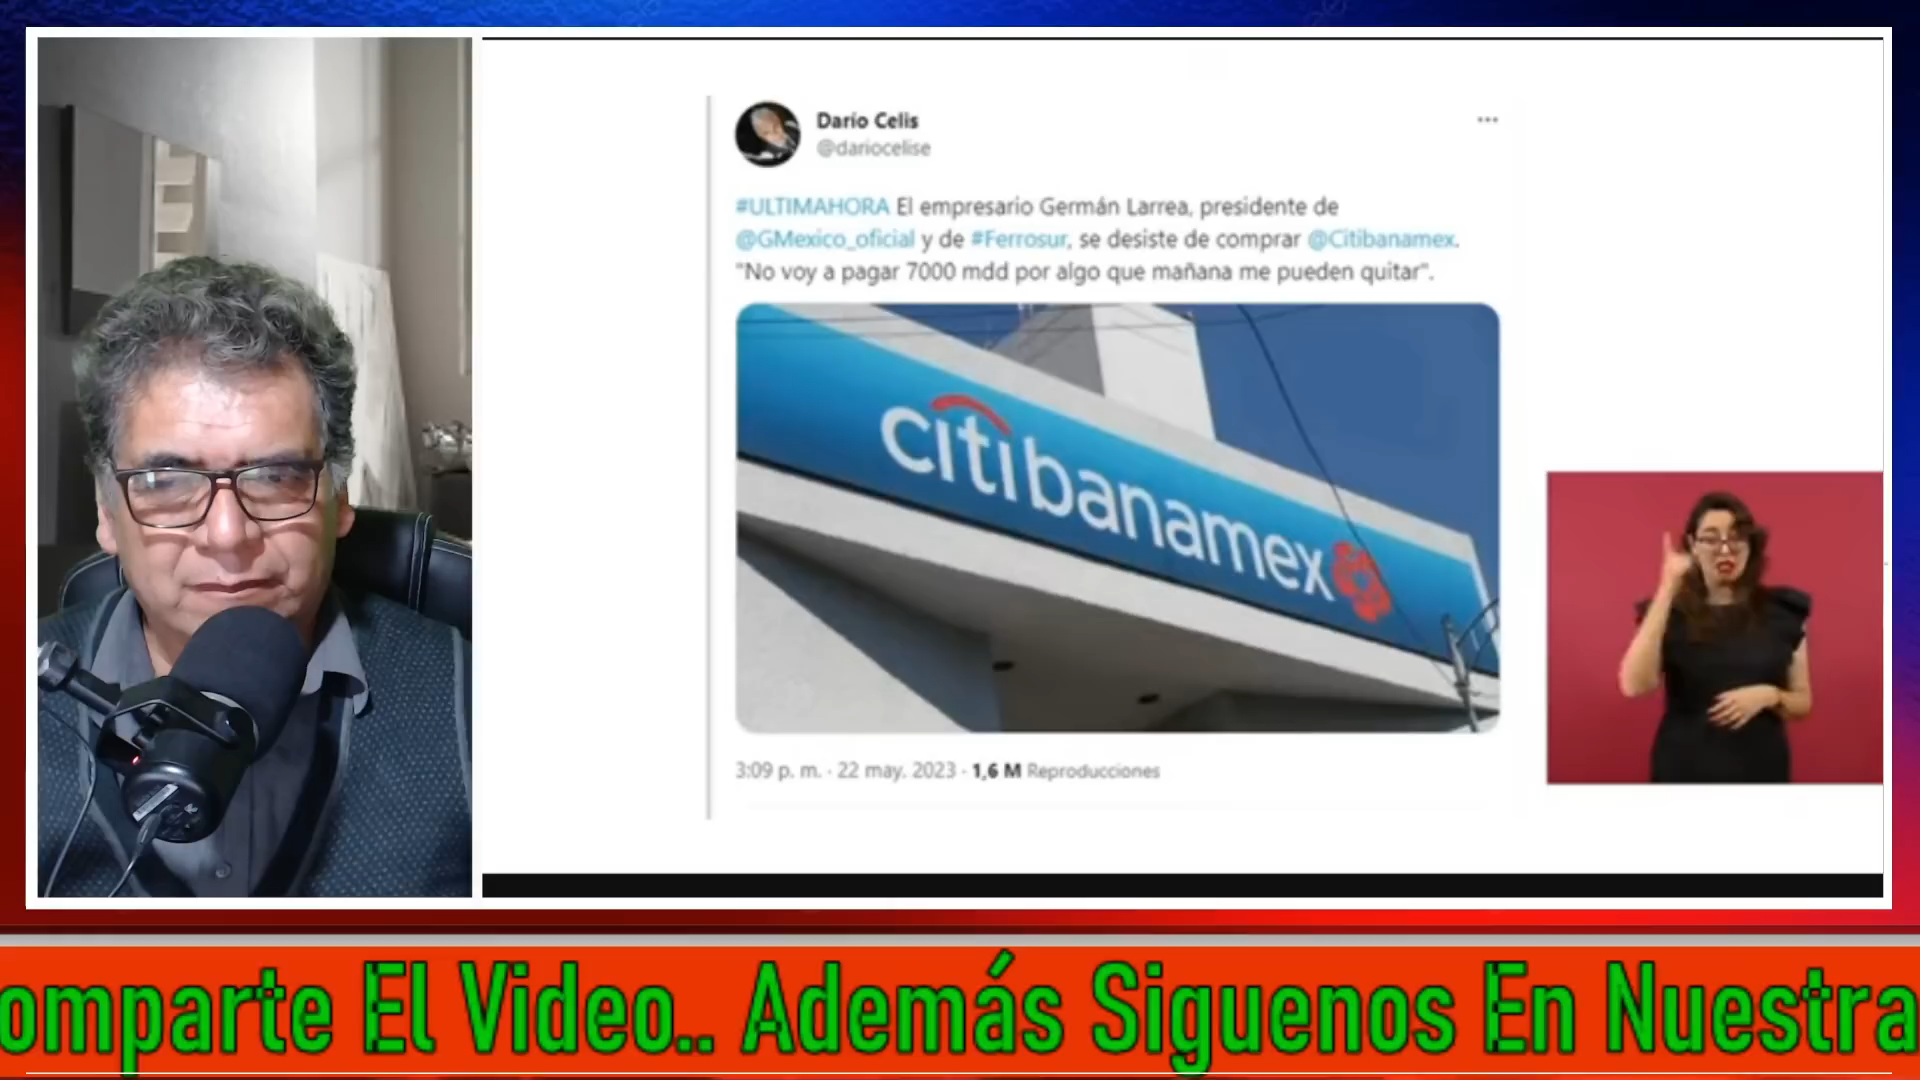 Darío Celis
@dariocelise
#ULTIMAHORA El empresario Germán Larrea, presidente de
@GMexico_oficial y de #Ferrosur, se desiste de comprar @Citibanamex.
"No voy a pagar 7000 mdd por algo que mañana me pueden quitar".
citibanamex
3:09 p. m. · 22 may. 2023 · 1,6 M Reproducciones
omparte El Video.. Además Siguenos En Nuestra